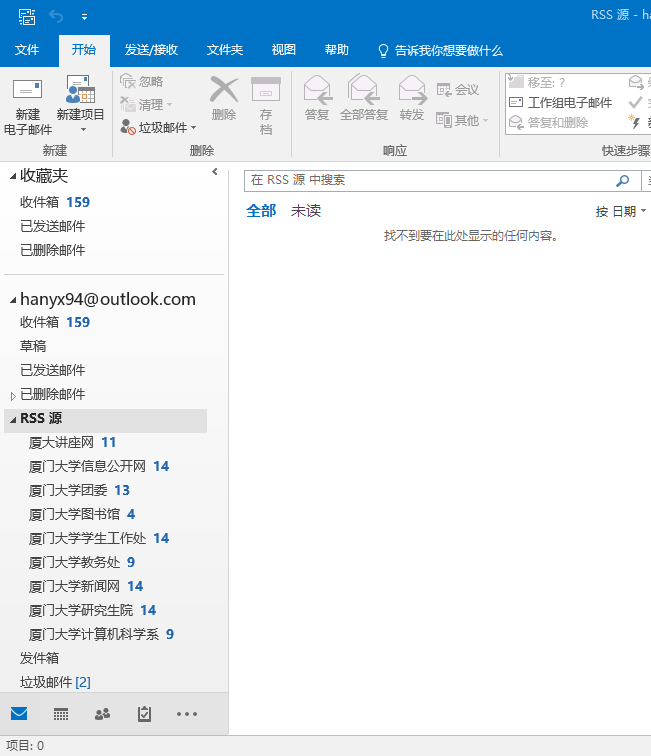 RSS 源 -
文件 开始 发送/接收 文件夹 视图 帮助 告诉我你想要做什么
新建
电子邮件
新建项目
忽略
清理
垃圾邮件
删除
存
档
答复
全部答复
转发
会议
其他
移至: ?
工作组电子邮件
答复和删除
新建 删除 响应 快速步骤
收藏夹
收件箱 159
已发送邮件
已删除邮件
hanyx94@outlook.com
收件箱 159
草稿
已发送邮件
已删除邮件
RSS 源
厦大讲座网 11
厦门大学信息公开网 14
厦门大学团委 13
厦门大学图书馆 4
厦门大学学生工作处 14
厦门大学教务处 9
厦门大学新闻网 14
厦门大学研究生院 14
厦门大学计算机科学系 9
发件箱
垃圾邮件 [2]
在 RSS 源 中搜索
全部 未读 按 日期
找不到要在此处显示的任何内容。
项目: 0